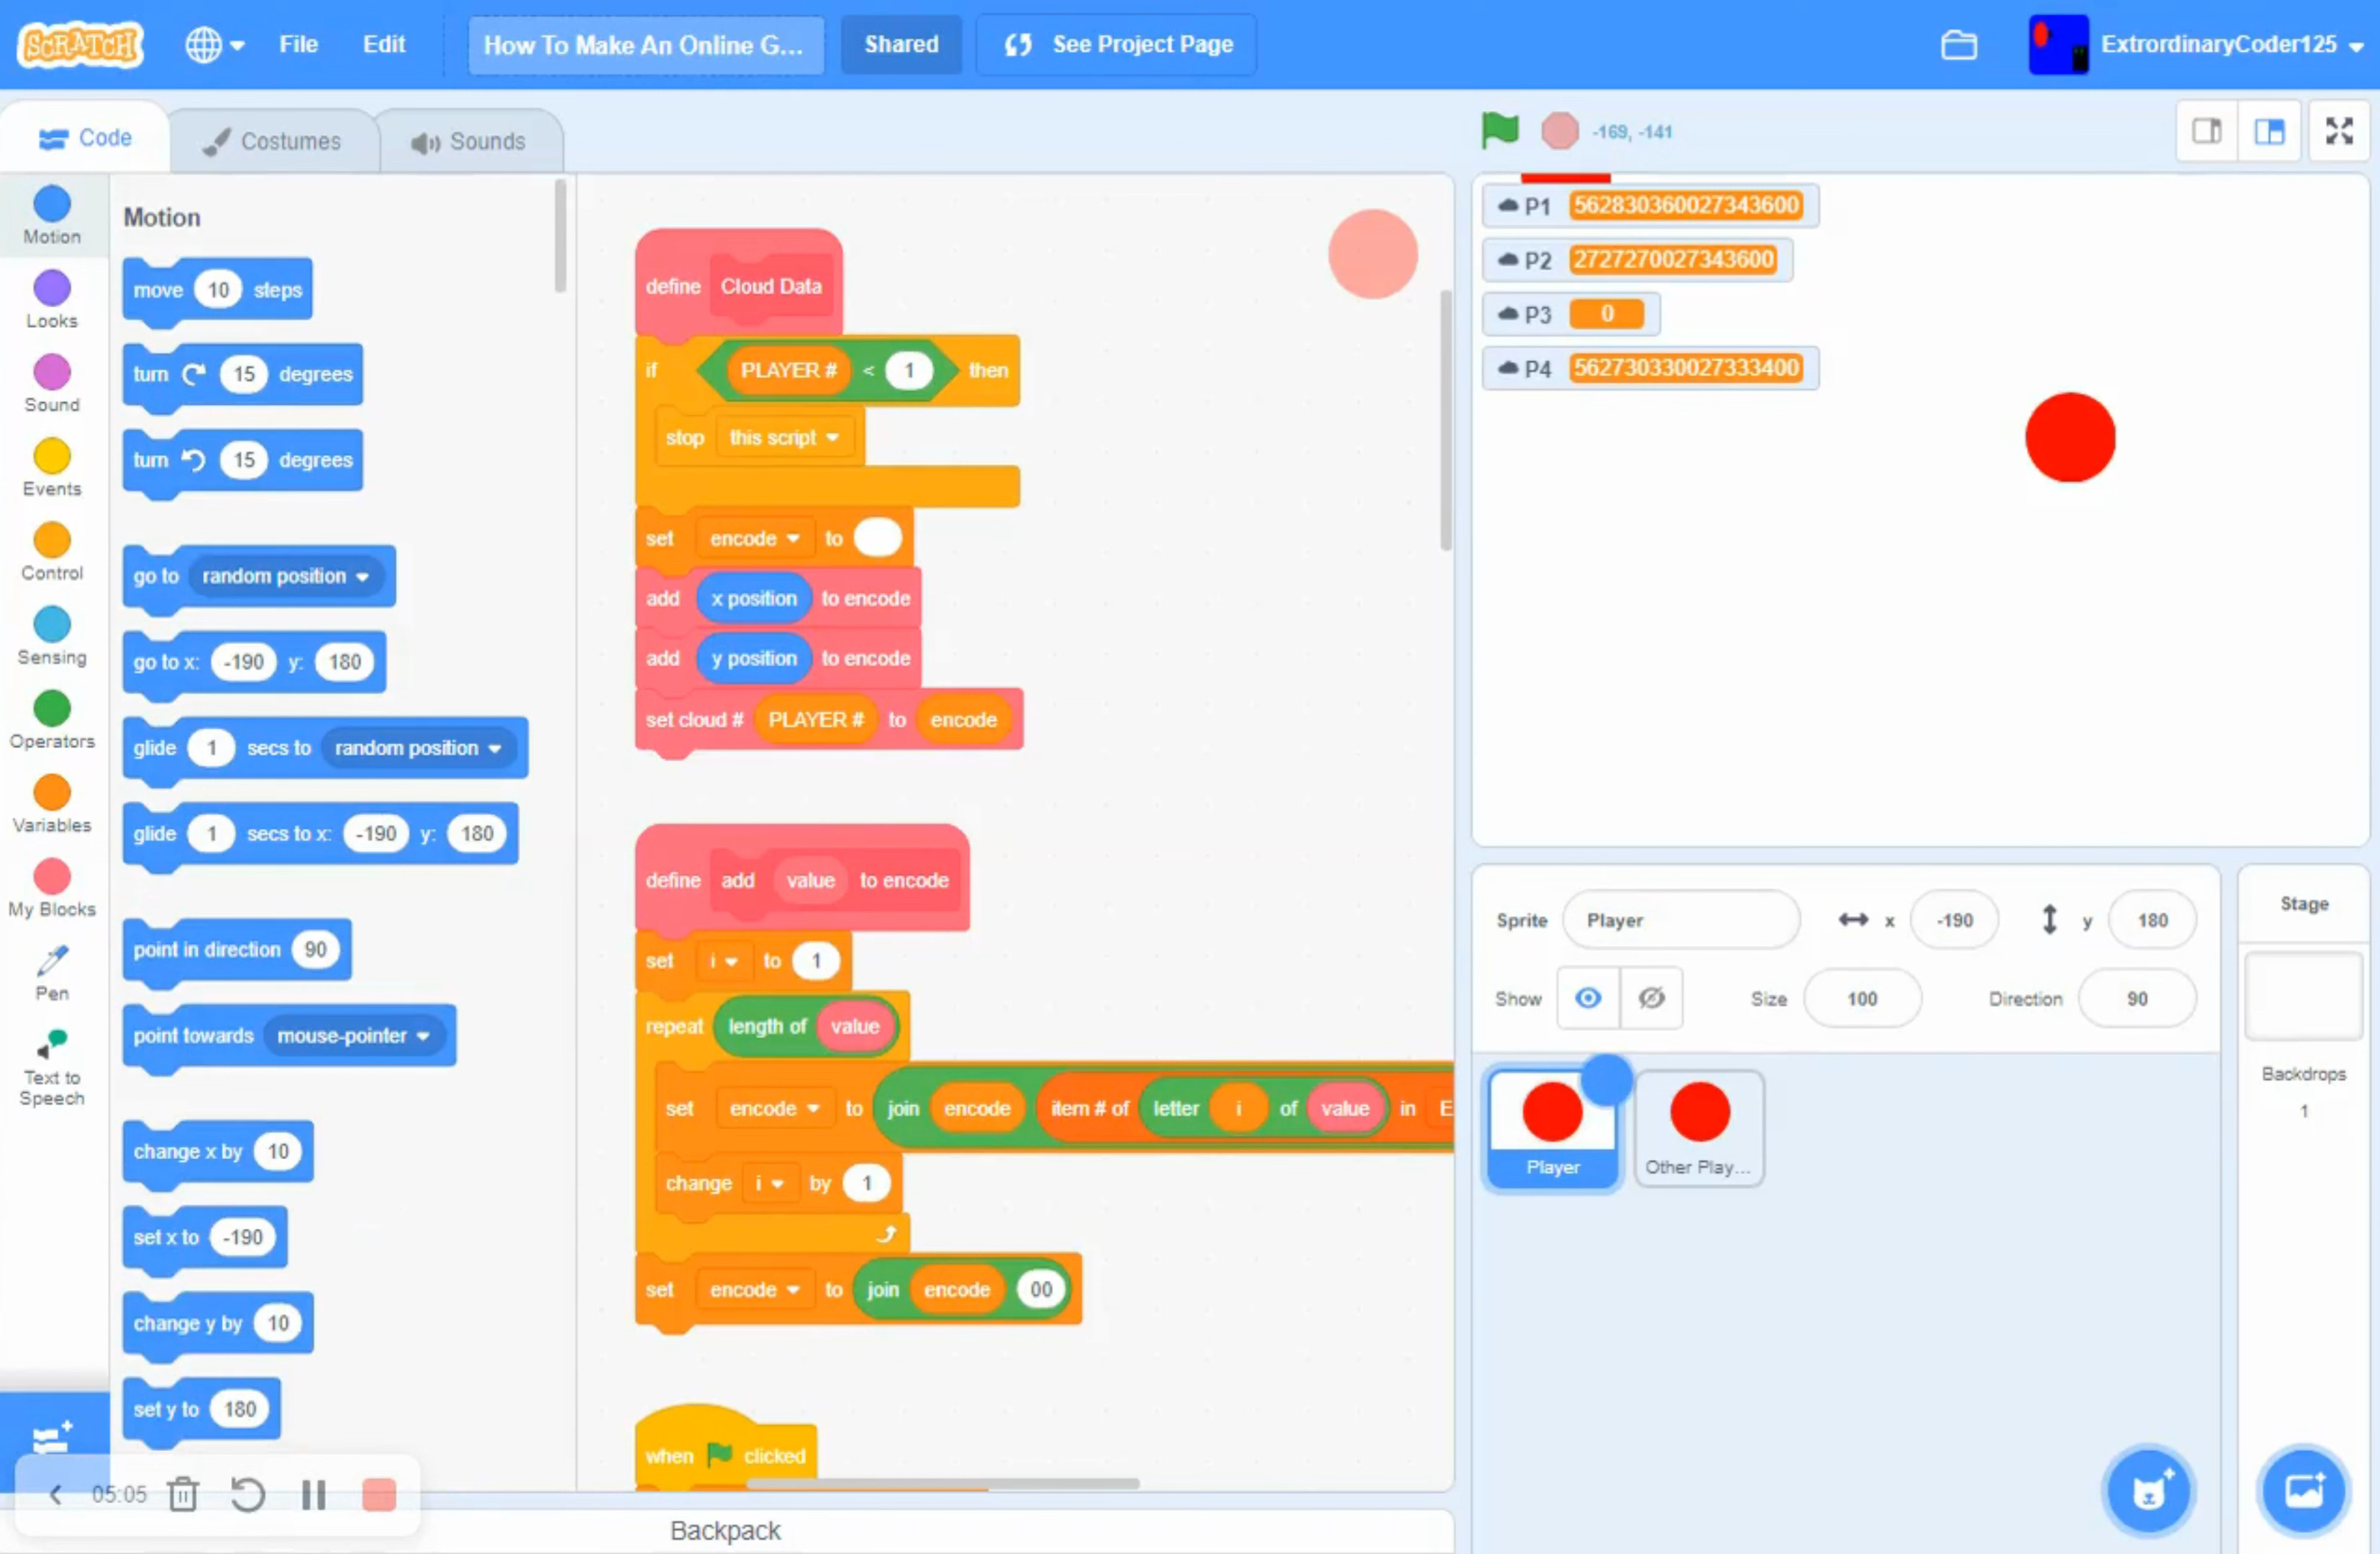 SCRATCH File Edit How To Make An Online G... Shared See Project Page ExtrordinaryCoder125
Code Costumes Sounds
-169, -141
Motion
Looks
Sound
Events
Control
Sensing
Operators
Variables
My Blocks
Pen
Text to
Speech
Motion
move 10 steps
turn 15 degrees
turn 15 degrees
go to random position
go to x: -190 y: 180
glide 1 secs to random position
glide 1 secs to x: -190 y: 180
point in direction 90
point towards mouse-pointer
change x by 10
set x to -190
change y by 10
set y to 180
define Cloud Data
if PLAYER # < 1 then
stop this script
set encode to
add x position to encode
add y position to encode
set cloud # PLAYER # to encode
define add value to encode
set i to 1
repeat length of value
set encode to join encode item # of letter i of value in E
change i by 1
set encode to join encode 00
when clicked
05:05
Backpack
P1 562830360027343600
P2 2727270027343600
P3 0
P4 562730330027333400
Sprite Player x -190 y 180
Show Size 100 Direction 90
Player Other Play...
Stage
Backdrops
1